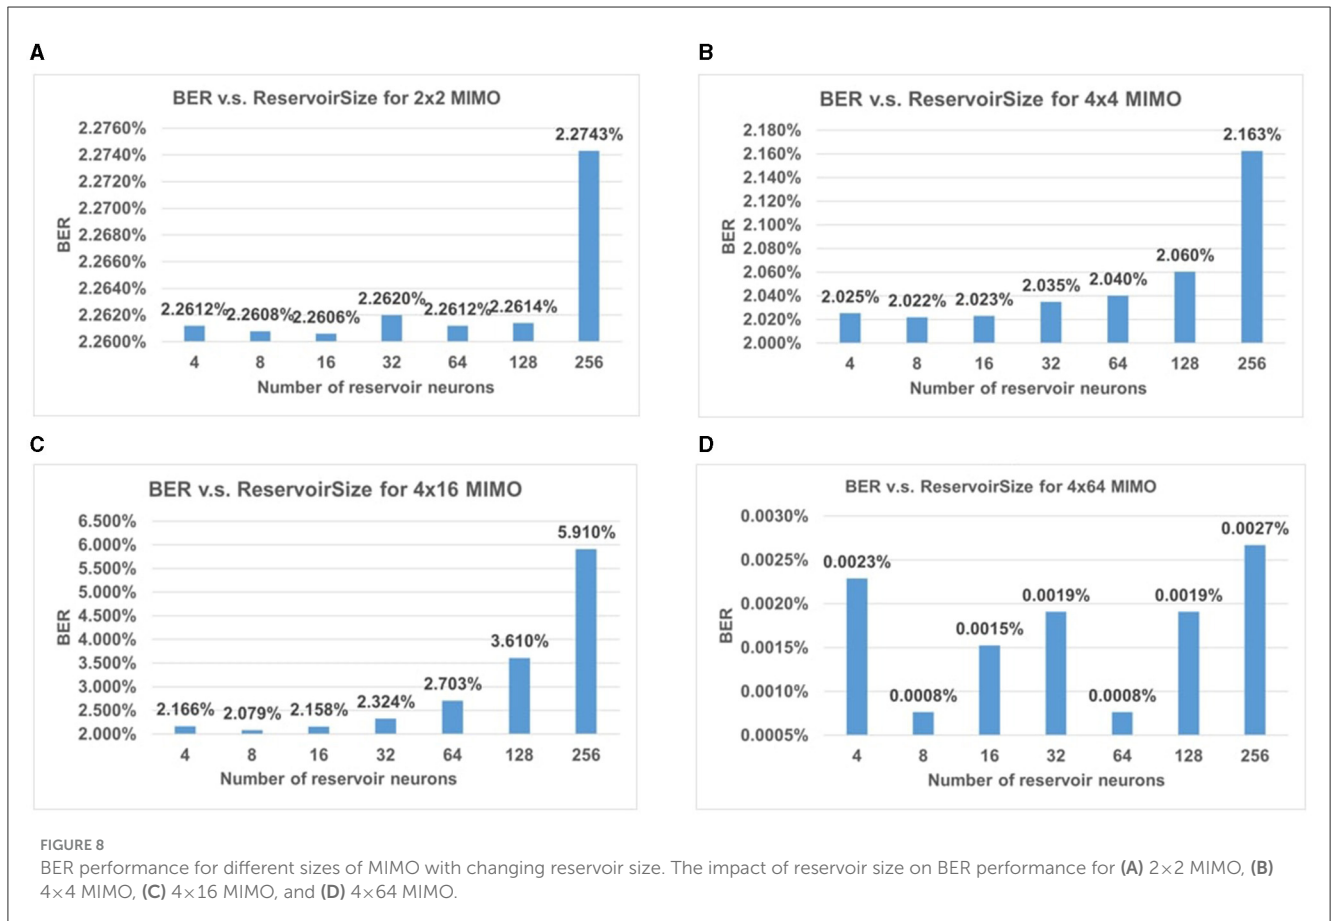 A
BER v.s. ReservoirSize for 2x2 MIMO
2.2760%
2.2740%
2.2720%
2.2700%
2.2680%
2.2660%
2.2640%
2.2620%
2.2600%
BER
2.2612%
2.2608%
2.2606%
2.2620%
2.2612%
2.2614%
2.2743%
4 8 16 32 64 128 256
Number of reservoir neurons
B
BER v.s. ReservoirSize for 4x4 MIMO
2.180%
2.160%
2.140%
2.120%
2.100%
2.080%
2.060%
2.040%
2.020%
2.000%
BER
2.025%
2.022%
2.023%
2.035%
2.040%
2.060%
2.163%
4 8 16 32 64 128 256
Number of reservoir neurons
C
BER v.s. ReservoirSize for 4x16 MIMO
6.500%
6.000%
5.500%
5.000%
4.500%
4.000%
3.500%
3.000%
2.500%
2.000%
BER
2.166%
2.079%
2.158%
2.324%
2.703%
3.610%
5.910%
4 8 16 32 64 128 256
Number of reservoir neurons
D
BER v.s. ReservoirSize for 4x64 MIMO
0.0030%
0.0025%
0.0020%
0.0015%
0.0010%
0.0005%
BER
0.0023%
0.0008%
0.0015%
0.0019%
0.0008%
0.0019%
0.0027%
4 8 16 32 64 128 256
Number of reservoir neurons
FIGURE 8
BER performance for different sizes of MIMO with changing reservoir size. The impact of reservoir size on BER performance for (A) 2×2 MIMO, (B)
4×4 MIMO, (C) 4×16 MIMO, and (D) 4×64 MIMO.